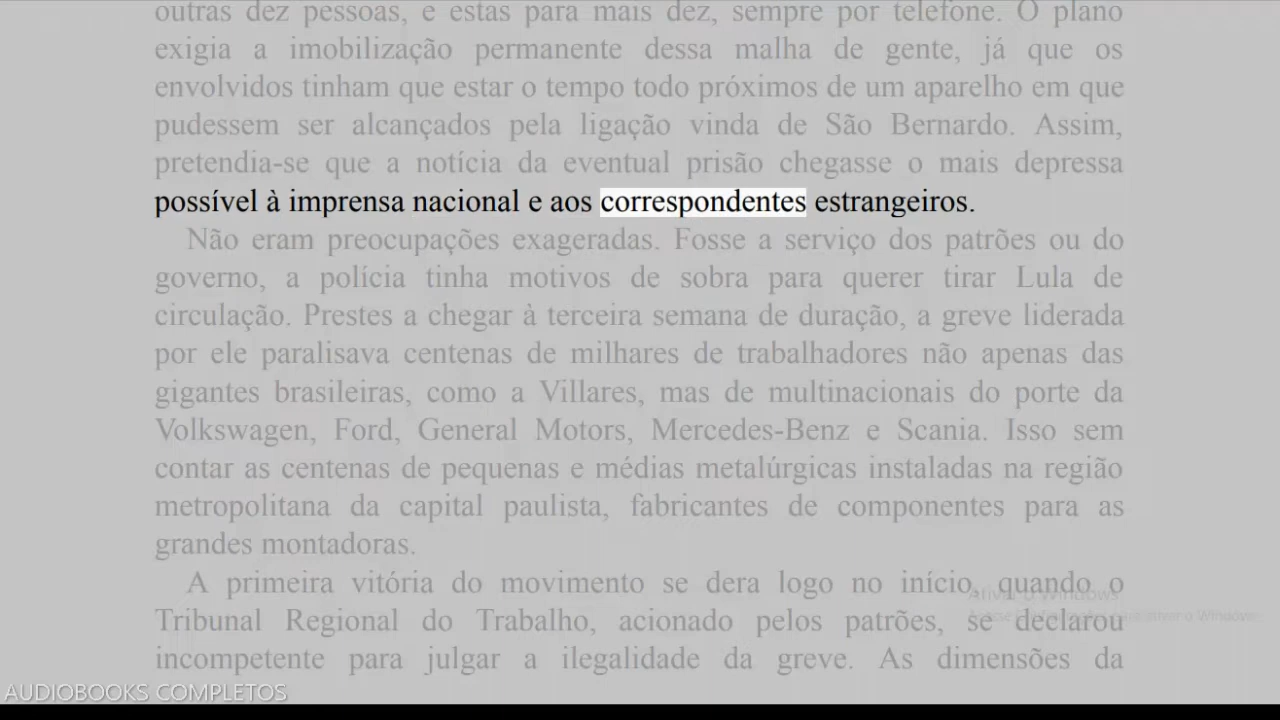 outras dez pessoas, e estas para mais dez, sempre por telefone. O plano
exigia a imobilização permanente dessa malha de gente, já que os
envolvidos tinham que estar o tempo todo próximos de um aparelho em que
pudessem ser alcançados pela ligação vinda de São Bernardo. Assim,
pretendia-se que a notícia da eventual prisão chegasse o mais depressa
possível à imprensa nacional e aos correspondentes estrangeiros.
Não eram preocupações exageradas. Fosse a serviço dos patrões ou do
governo, a polícia tinha motivos de sobra para querer tirar Lula de
circulação. Prestes a chegar à terceira semana de duração, a greve liderada
por ele paralisava centenas de milhares de trabalhadores não apenas das
gigantes brasileiras, como a Villares, mas de multinacionais do porte da
Volkswagen, Ford, General Motors, Mercedes-Benz e Scania. Isso sem
contar as centenas de pequenas e médias metalúrgicas instaladas na região
metropolitana da capital paulista, fabricantes de componentes para as
grandes montadoras.
A primeira vitória do movimento se dera logo no início, quando o
Ativar o Windows
Tribunal Regional do Trabalho, acionado pelos patrões, se declarou
o Windows
incompetente para julgar a ilegalidade da greve. As dimensões da
AUDIOBOOKS COMPLETOS